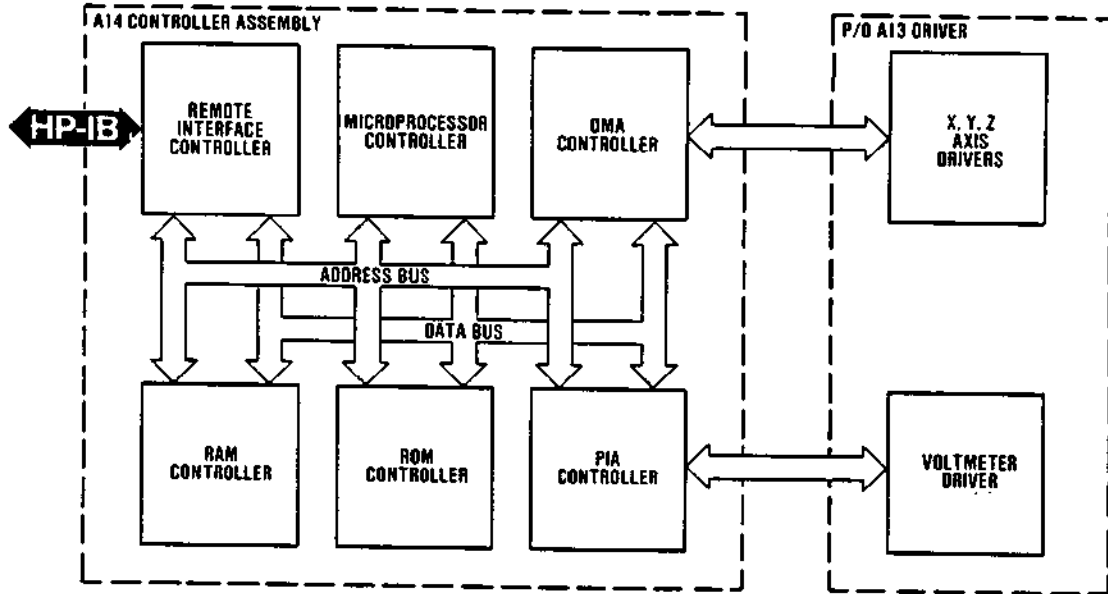 A14 CONTROLLER ASSEMBLY
P/O A13 DRIVER
HP-IB
REMOTE
INTERFACE
CONTROLLER
MICROPROCESSOR
CONTROLLER
DMA
CONTROLLER
X, Y, Z
AXIS
DRIVERS
ADDRESS BUS
DATA BUS
RAM
CONTROLLER
ROM
CONTROLLER
PIA
CONTROLLER
VOLTMETER
DRIVER